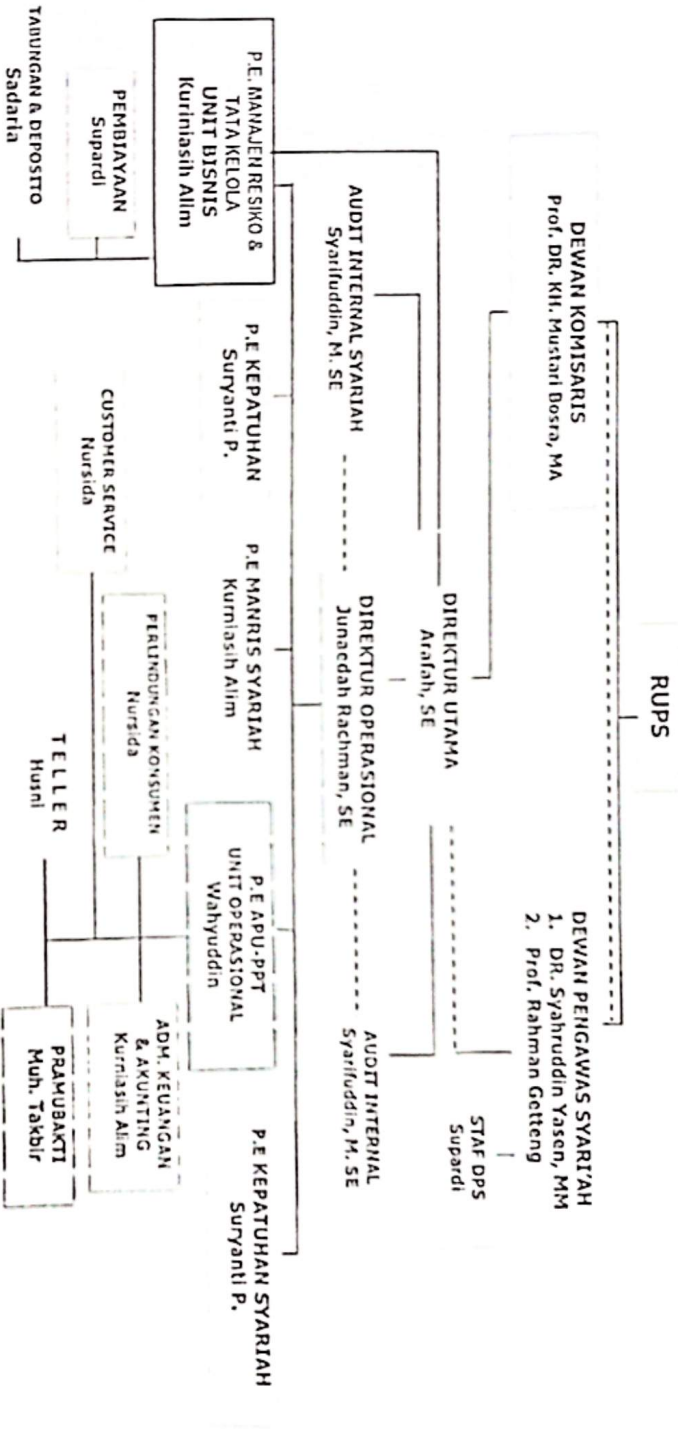 RUPS
DEWAN KOMISARIS
Prof. DR. KH. Mustari Bosra, MA
DEWAN PENGAWAS SYARI'AH
1. DR. Syahruddin Yasen, MM
2. Prof. Rahman Getteng
STAF DPS
Supardi
DIREKTUR UTAMA
Arafah, SE
AUDIT INTERNAL SYARIAH
Syarifuddin, M. SE
DIREKTUR OPERASIONAL
Junaedah Rachman, SE
AUDIT INTERNAL
Syarifuddin, M. SE
P.E. MANAJEN RESIKO &
TATA KELOLA
UNIT BISNIS
Kuriniasih Alim
P.E KEPATUHAN
Suryanti P.
P.E MANRIS SYARIAH
Kurniasih Alim
P.E APU-PPT
UNIT OPERASIONAL
Wahyuddin
P.E KEPATUHAN SYARIAH
Suryanti P.
PEMBIAYAAN
Supardi
TABUNGAN & DEPOSITO
Sadaria
CUSTOMER SERVICE
Nursida
PERLINDUNGAN KONSUMEN
Nursida
ADM. KEUANGAN
& AKUNTING
Kurniasih Alim
TELLER
Husni
PRAMUBAKTI
Muh. Takbir